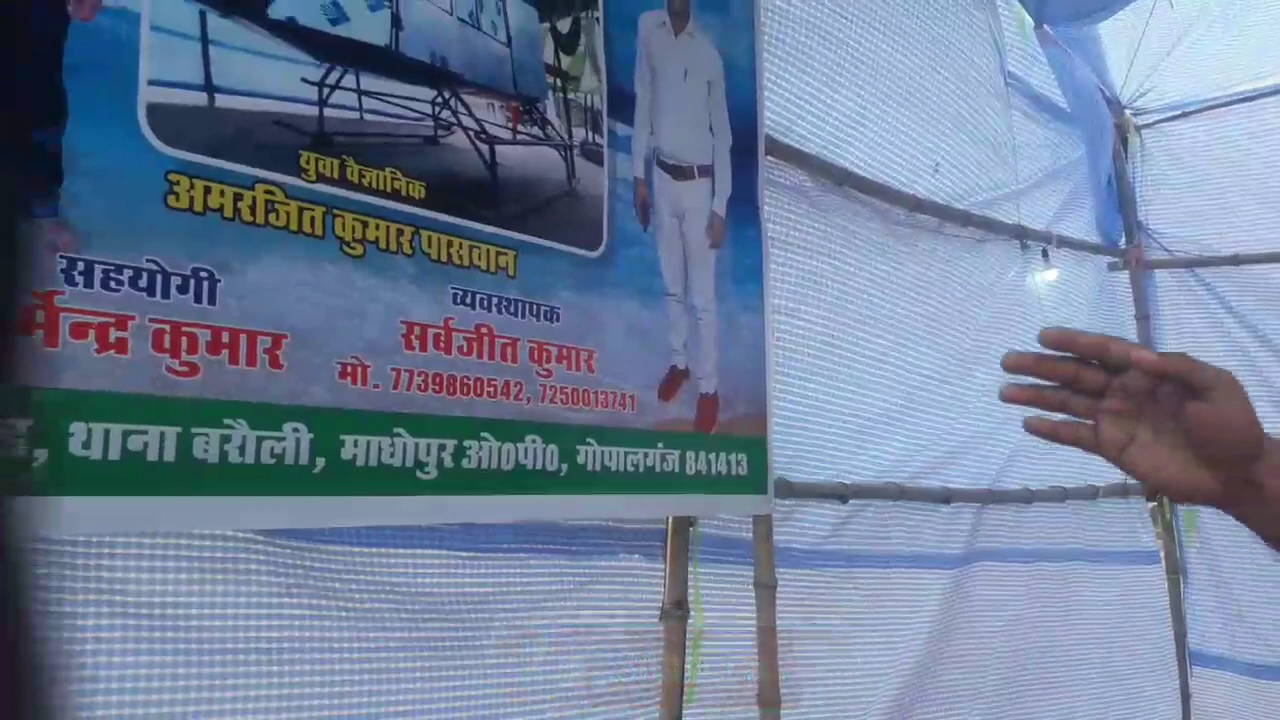 युवा वैज्ञानिक
अमरजित कुमार पासवान
सहयोगी
र्मेन्द्र कुमार
व्यवस्थापक
सर्बजीत कुमार
मो. 7739860542, 7250013741
थाना बरौली, माधोपुर ओ0पी0, गोपालगंज 841413